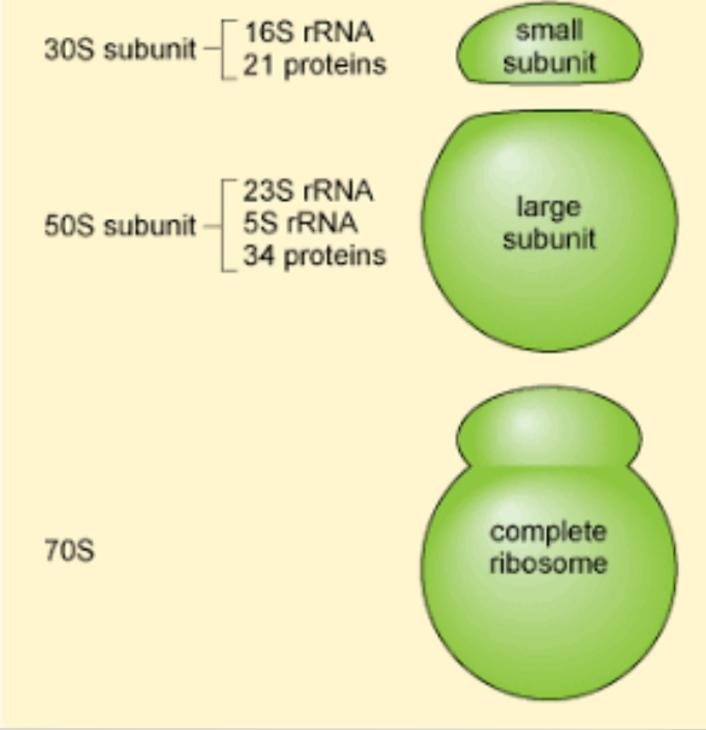 30S subunit
16S rRNA
21 proteins
small
subunit
50S subunit
23S rRNA
5S rRNA
34 proteins
large
subunit
70S
complete
ribosome